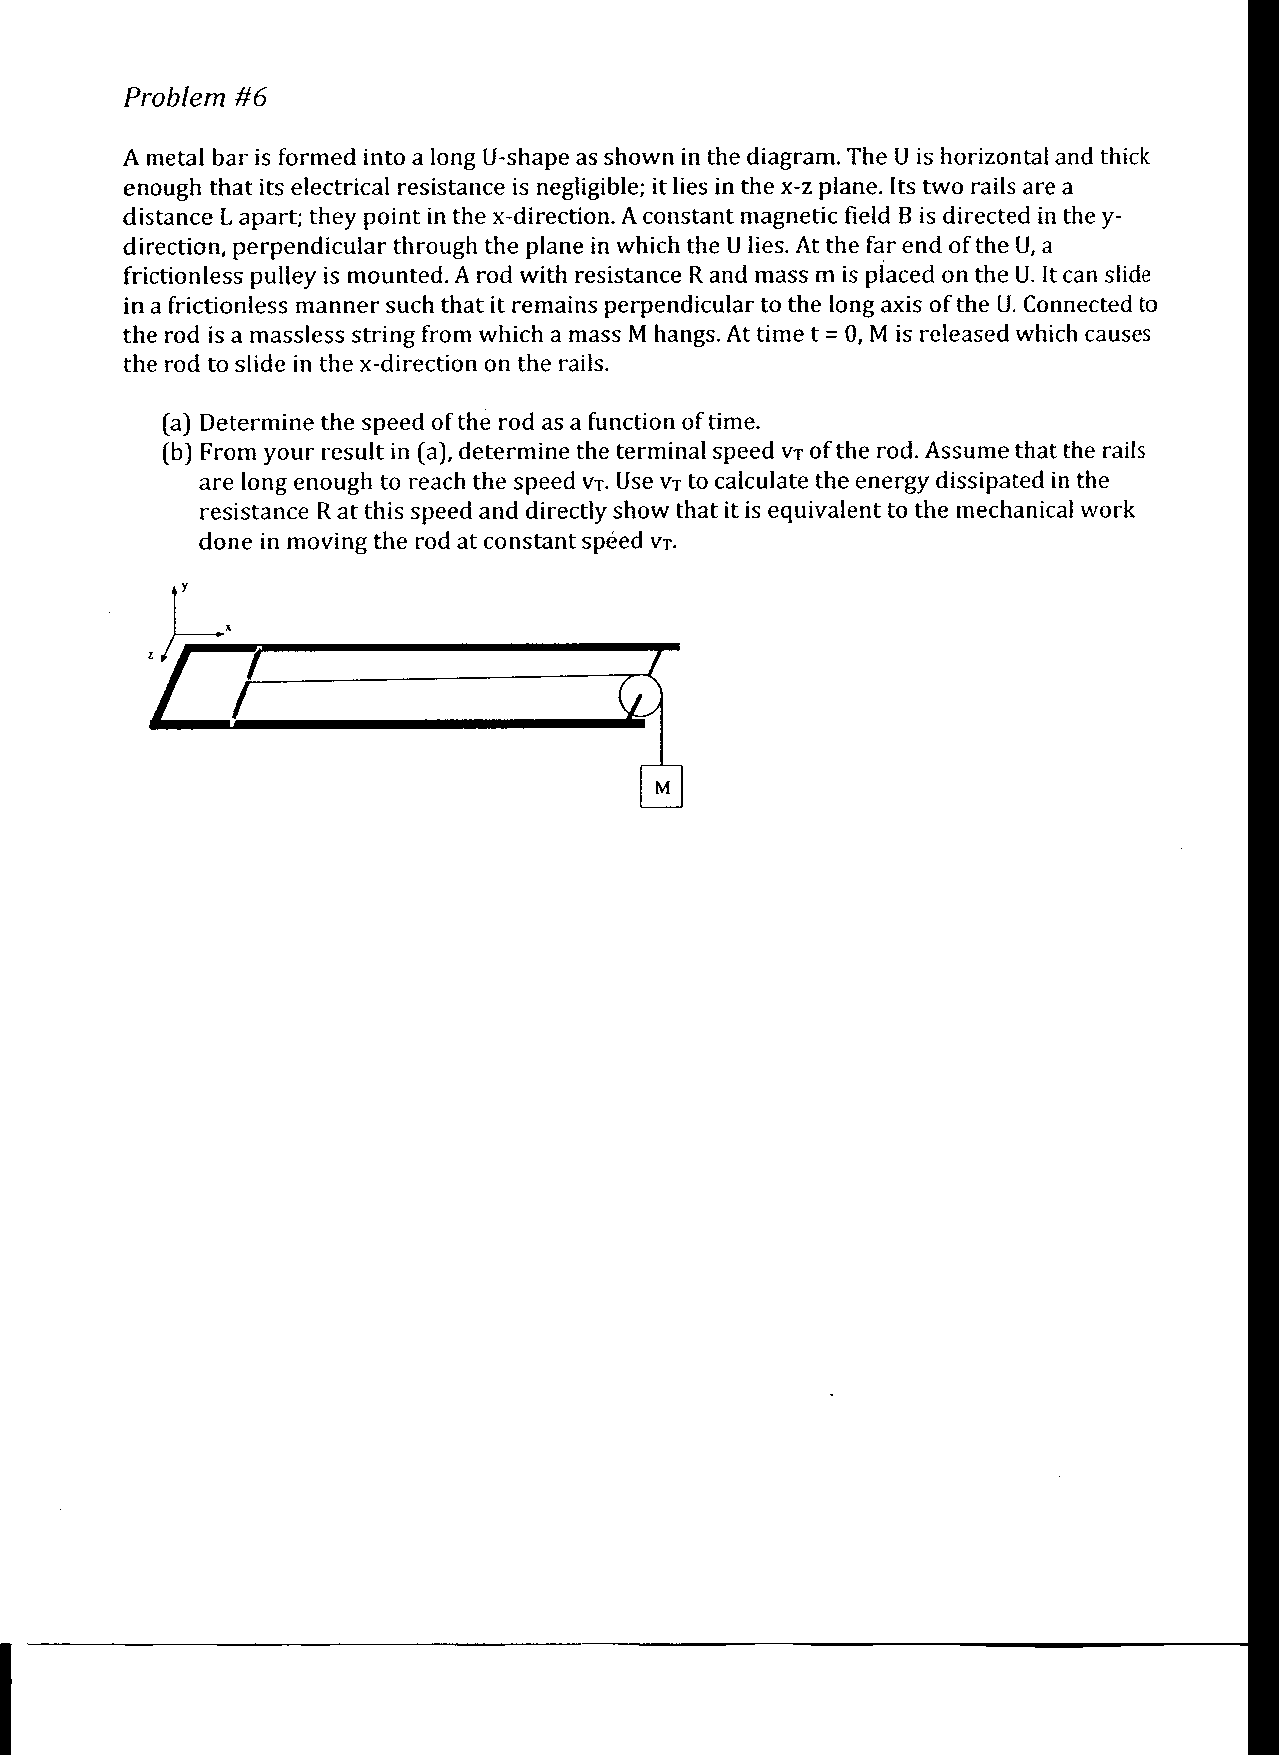 Problem #6
A metal bar is formed into a long U-shape as shown in the diagram. The U is horizontal and thick
enough that its electrical resistance is negligible; it lies in the x-z plane. Its two rails are a
distance L apart; they point in the x-direction. A constant magnetic field B is directed in the y-
direction, perpendicular through the plane in which the U lies. At the far end of the U, a
frictionless pulley is mounted. A rod with resistance R and mass m is placed on the U. It can slide
in a frictionless manner such that it remains perpendicular to the long axis of the U. Connected to
the rod is a massless string from which a mass M hangs. At time t = 0, M is released which causes
the rod to slide in the x-direction on the rails.
(a) Determine the speed of the rod as a function of time.
(b) From your result in (a), determine the terminal speed vT of the rod. Assume that the rails
are long enough to reach the speed vT. Use vT to calculate the energy dissipated in the
resistance R at this speed and directly show that it is equivalent to the mechanical work
done in moving the rod at constant speed vT.
y
x
z
M